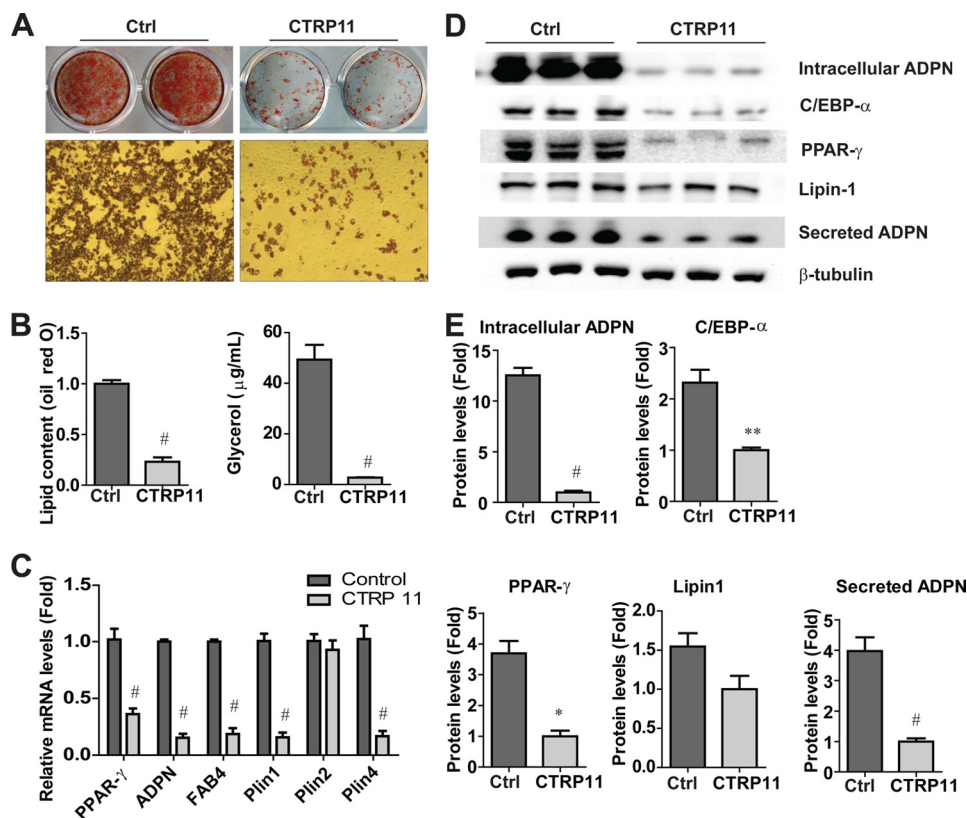 A
Ctrl
CTRP11
D
Ctrl
CTRP11
Intracellular ADPN
C/EBP-α
PPAR-γ
Lipin-1
Secreted ADPN
β-tubulin
B
Lipid content (oil red O)
1.0
0.5
0.0
#
Ctrl
CTRP11
Glycerol (μg/mL)
60
40
20
0
#
Ctrl
CTRP11
E
Intracellular ADPN
Protein levels (Fold)
15
10
5
0
#
Ctrl
CTRP11
C/EBP-α
Protein levels (Fold)
3
2
1
0
**
Ctrl
CTRP11
C
Relative mRNA levels (Fold)
1.5
1.0
0.5
0.0
Control
CTRP 11
#
#
#
#
#
PPAR-γ
ADPN
FAB4
Plin1
Plin2
Plin4
PPAR-γ
Protein levels (Fold)
5
4
3
2
1
0
*
Ctrl
CTRP11
Lipin1
Protein levels (Fold)
2.0
1.5
1.0
0.5
0.0
Ctrl
CTRP11
Secreted ADPN
Protein levels (Fold)
5
4
3
2
1
0
#
Ctrl
CTRP11